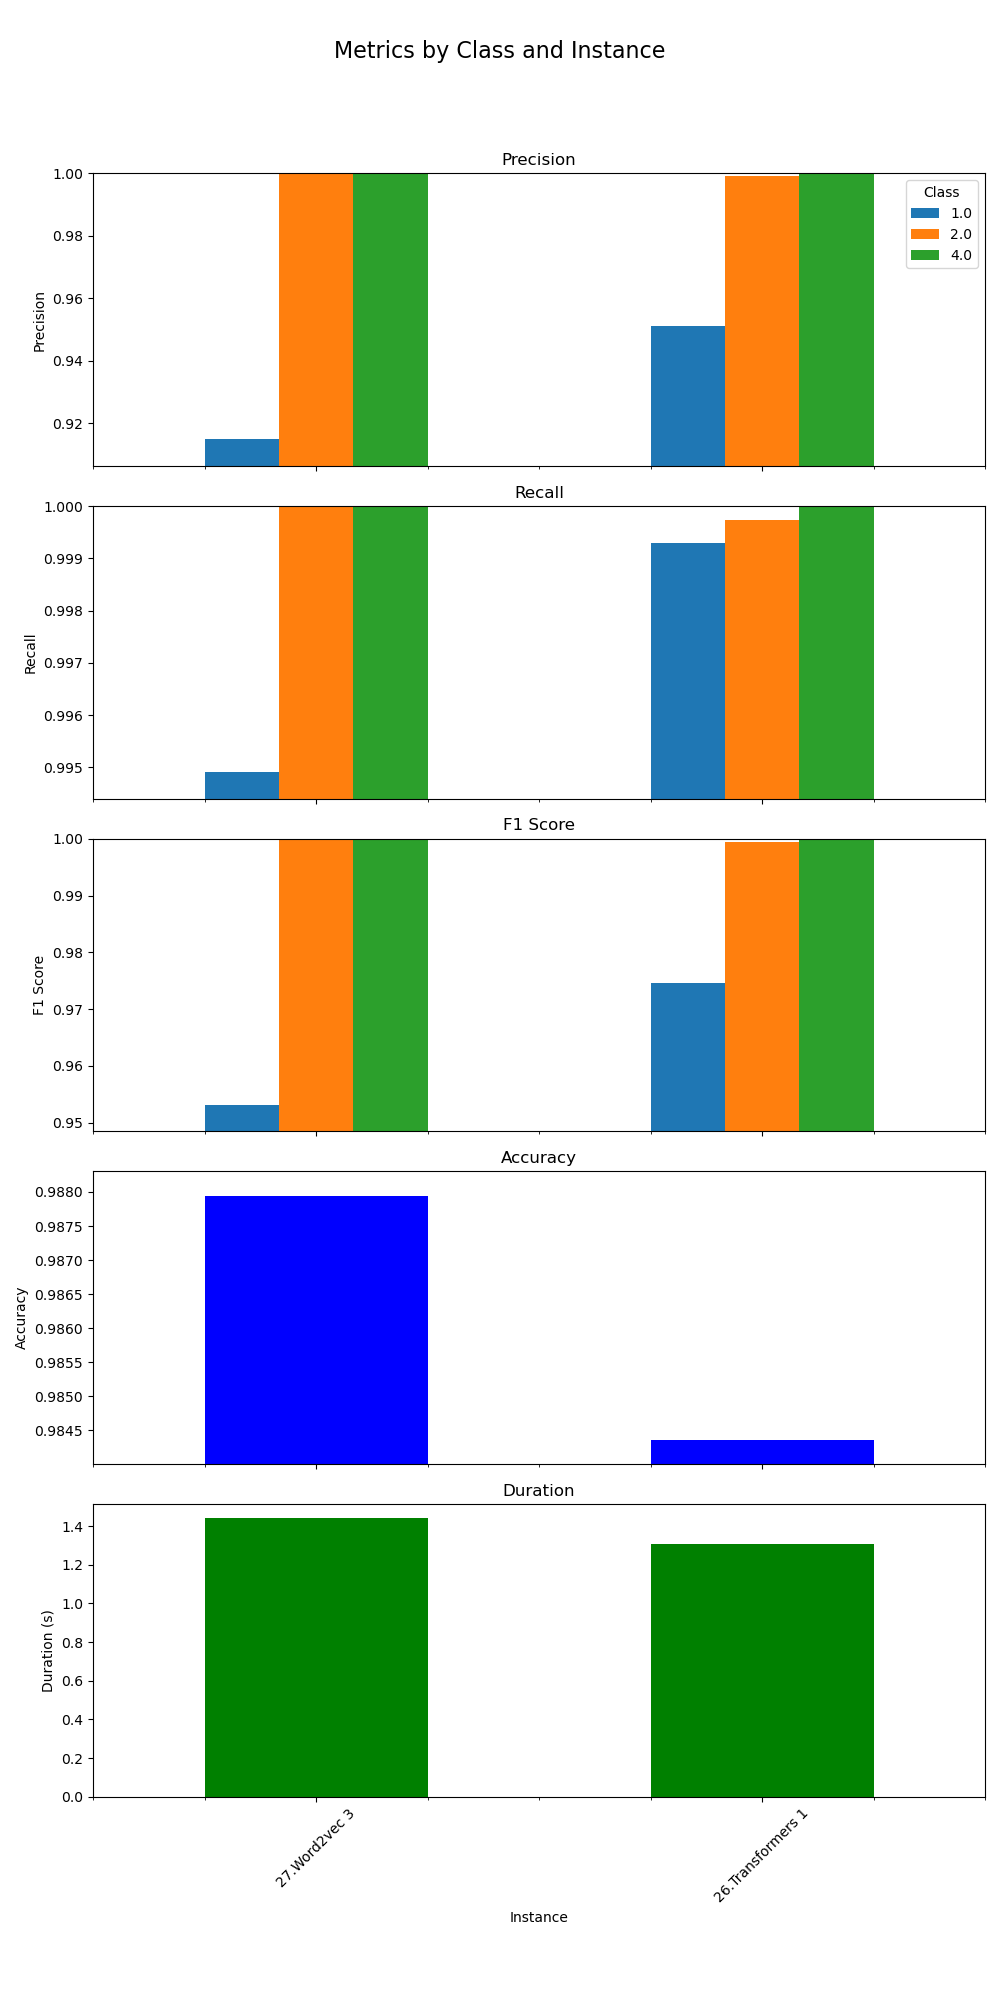 Metrics by Class and Instance
Precision
1.00
0.98
0.96
0.94
0.92
Precision
Class
1.0
2.0
4.0
Recall
1.000
0.999
0.998
0.997
0.996
0.995
Recall
F1 Score
1.00
0.99
0.98
0.97
0.96
0.95
F1 Score
Accuracy
0.9880
0.9875
0.9870
0.9865
0.9860
0.9855
0.9850
0.9845
Accuracy
Duration
1.4
1.2
1.0
0.8
0.6
0.4
0.2
0.0
Duration (s)
27.Word2vec 3
26.Transformers 1
Instance